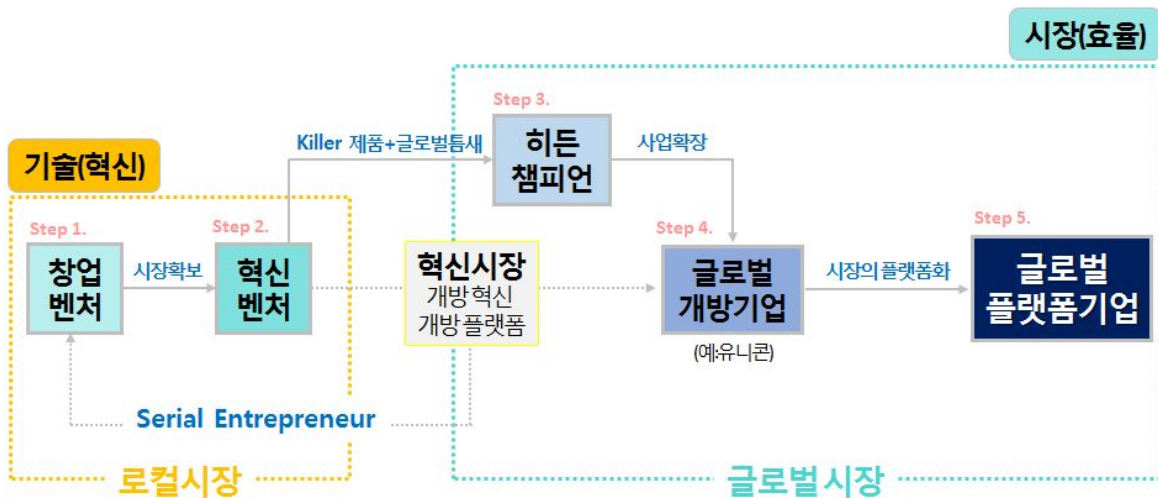 시장(효율)
Step 3.
Killer 제품+글로벌틈새
히든
챔피언
사업확장
기술(혁신)
Step 1.
창업
벤처
시장확보
Step 2.
혁신
벤처
혁신시장
개방혁신
개방플랫폼
Step 4.
글로벌
개방기업
(예:유니콘)
시장의 플랫폼화
Step 5.
글로벌
플랫폼기업
Serial Entrepreneur
로컬시장
글로벌 시장